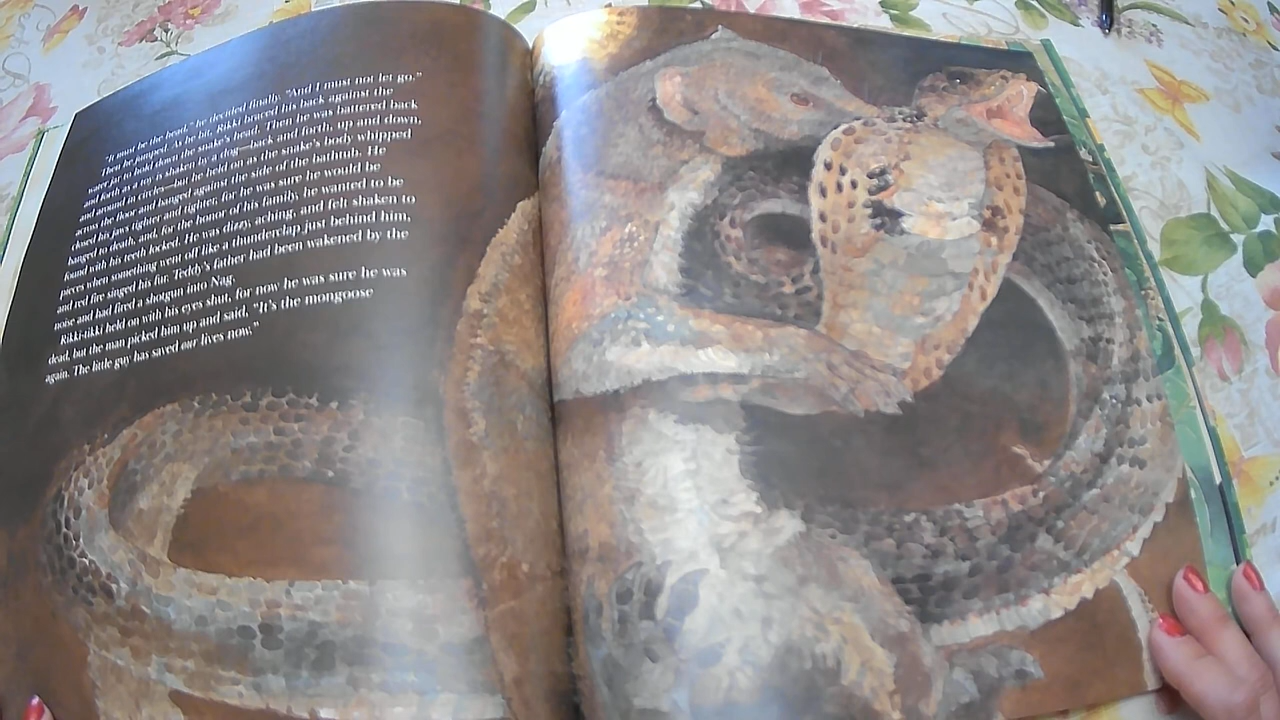 "It must be the head," he decided finally. "And I must not let go."
Then he jumped. As he bit, Rikki braced his back against the
water jar to hold down the snake's head. Then he was battered back
and forth as a toy is shaken by a dog—back and forth, up and down,
and around in circles—but he held on as the snake's body whipped
across the floor and banged against the side of the bathtub. He
closed his jaws tighter and tighter, for he was sure he would be
banged to death, and, for the honor of his family, he wanted to be
found with his teeth locked. He was dizzy, aching, and felt shaken to
pieces when something went off like a thunderclap just behind him,
and red fire singed his fur. Teddy's father had been wakened by the
noise and had fired a shotgun into Nag.
Rikki-tikki held on with his eyes shut, for now he was sure he was
dead, but the man picked him up and said, "It's the mongoose
again. The little guy has saved our lives now."